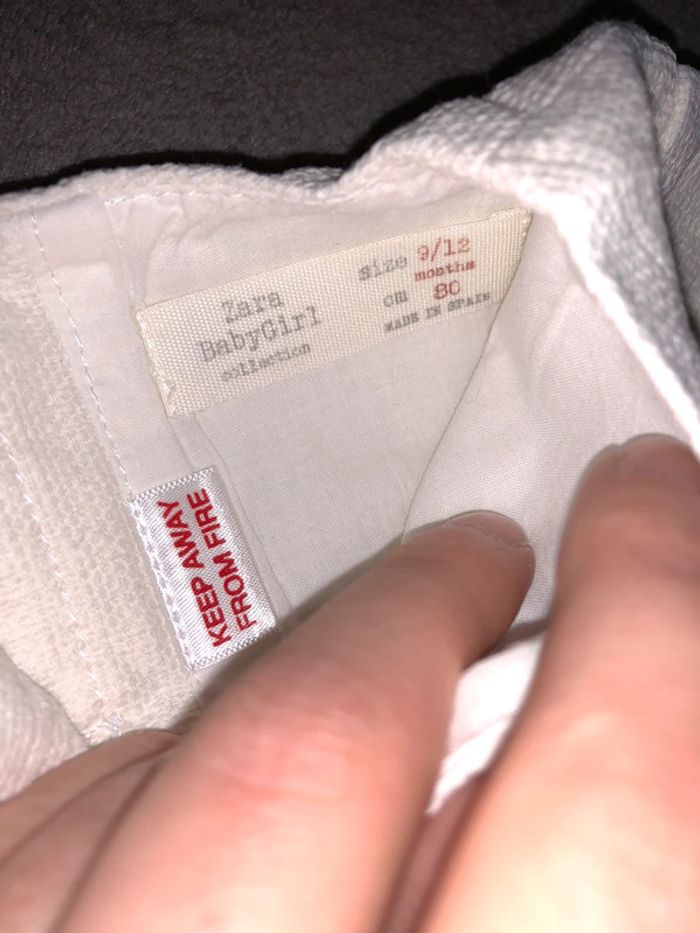 Zara
BabyGirl
collection
size 9/12
months
cm 80
MADE IN SPAIN
KEEP AWAY
FROM FIRE